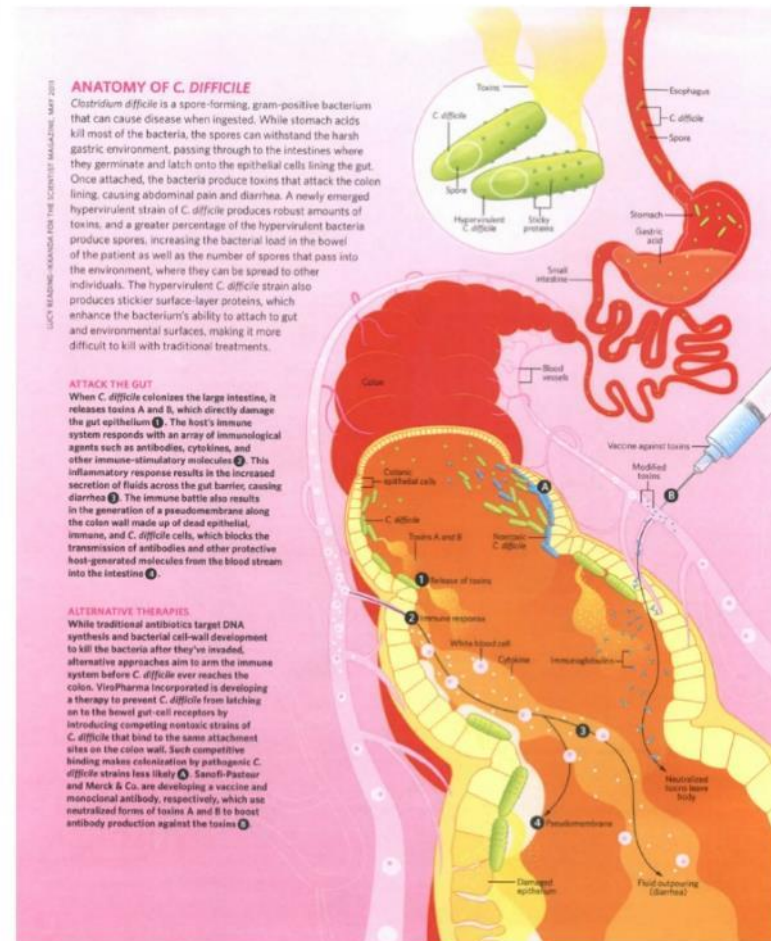 LUCY READING-IKKANDA FOR THE SCIENTIST MAGAZINE, MAY 2011
ANATOMY OF C. DIFFICILE
Clostridium difficile is a spore-forming, gram-positive bacterium
that can cause disease when ingested. While stomach acids
kill most of the bacteria, the spores can withstand the harsh
gastric environment, passing through to the intestines where
they germinate and latch onto the epithelial cells lining the gut.
Once attached, the bacteria produce toxins that attack the colon
lining, causing abdominal pain and diarrhea. A newly emerged
hypervirulent strain of C. difficile produces robust amounts of
toxins, and a greater percentage of the hypervirulent bacteria
produce spores, increasing the bacterial load in the bowel
of the patient as well as the number of spores that pass into
the environment, where they can be spread to other
individuals. The hypervirulent C. difficile strain also
produces stickier surface-layer proteins, which
enhance the bacterium's ability to attach to gut
and environmental surfaces, making it more
difficult to kill with traditional treatments.
Toxins
C. difficile
Spore
Hypervirulent
C. difficile
Sticky
proteins
Esophagus
C. difficile
Spore
Stomach
Gastric
acid
Small
intestine
Colon
Blood
vessels
ATTACK THE GUT
When C. difficile colonizes the large intestine, it
releases toxins A and B, which directly damage
the gut epithelium 1. The host's immune
system responds with an array of immunological
agents such as antibodies, cytokines, and
other immune-stimulatory molecules 2. This
inflammatory response results in the increased
secretion of fluids across the gut barrier, causing
diarrhea 3. The immune battle also results
in the generation of a pseudomembrane along
the colon wall made up of dead epithelial,
immune, and C. difficile cells, which blocks the
transmission of antibodies and other protective
host-generated molecules from the blood stream
into the intestine 4.
ALTERNATIVE THERAPIES
While traditional antibiotics target DNA
synthesis and bacterial cell-wall development
to kill the bacteria after they've invaded,
alternative approaches aim to arm the immune
system before C. difficile ever reaches the
colon. ViroPharma Incorporated is developing
a therapy to prevent C. difficile from latching
on to the bowel gut-cell receptors by
introducing competing nontoxic strains of
C. difficile that bind to the same attachment
sites on the colon wall. Such competitive
binding makes colonization by pathogenic C.
difficile strains less likely A. Sanofi-Pasteur
and Merck & Co. are developing a vaccine and
monoclonal antibody, respectively, which use
neutralized forms of toxins A and B to boost
antibody production against the toxins B.
Vaccine against toxins
Modified
toxins
B
Colonic
epithelial cells
A
C. difficile
Toxins A and B
Nontoxic
C. difficile
1 Release of toxins
2 Immune response
White blood cell
Cytokine
Immunoglobulins
3
Neutralized
toxins leave
body
4 Pseudomembrane
Damaged
epithelium
Fluid outpouring
(diarrhea)